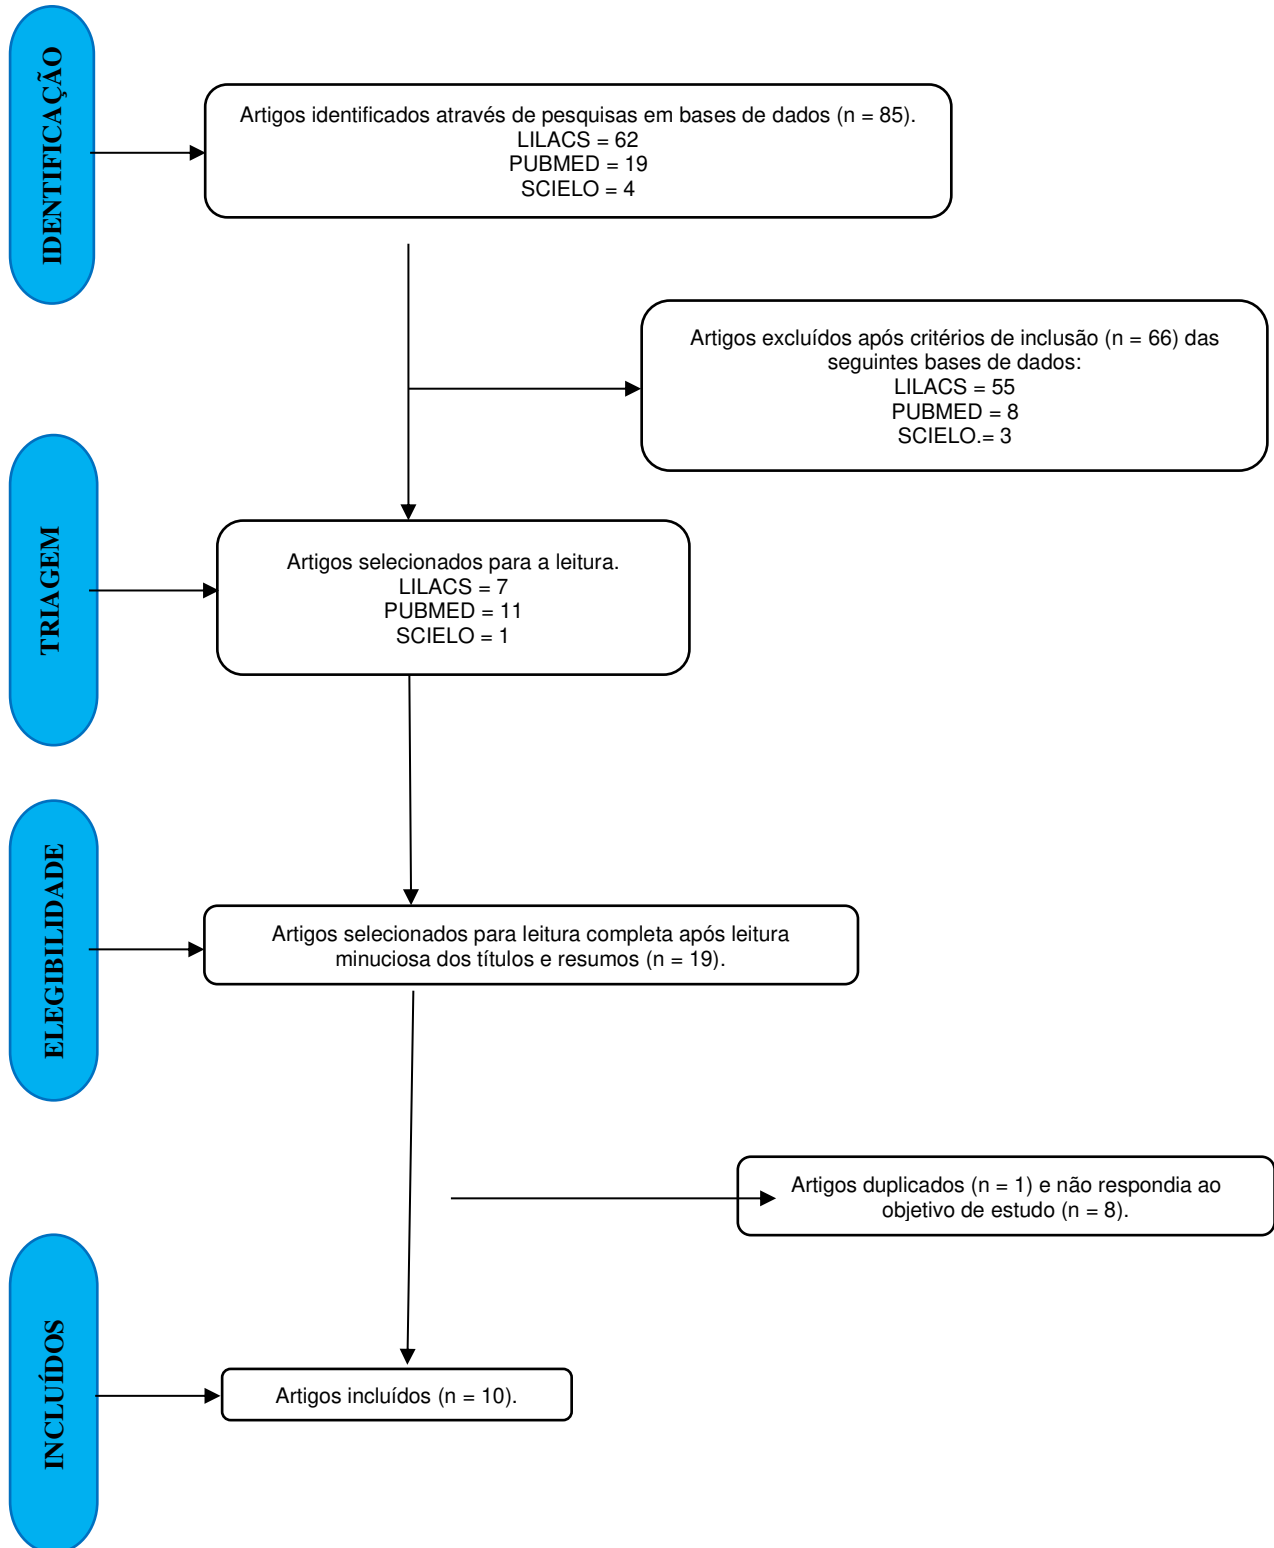 IDENTIFICAÇÃO
Artigos identificados através de pesquisas em bases de dados (n = 85).
LILACS = 62
PUBMED = 19
SCIELO = 4
Artigos excluídos após critérios de inclusão (n = 66) das
seguintes bases de dados:
LILACS = 55
PUBMED = 8
SCIELO.= 3
TRIAGEM
Artigos selecionados para a leitura.
LILACS = 7
PUBMED = 11
SCIELO = 1
ELEGIBILIDADE
Artigos selecionados para leitura completa após leitura
minuciosa dos títulos e resumos (n = 19).
Artigos duplicados (n = 1) e não respondia ao
objetivo de estudo (n = 8).
INCLUÍDOS
Artigos incluídos (n = 10).